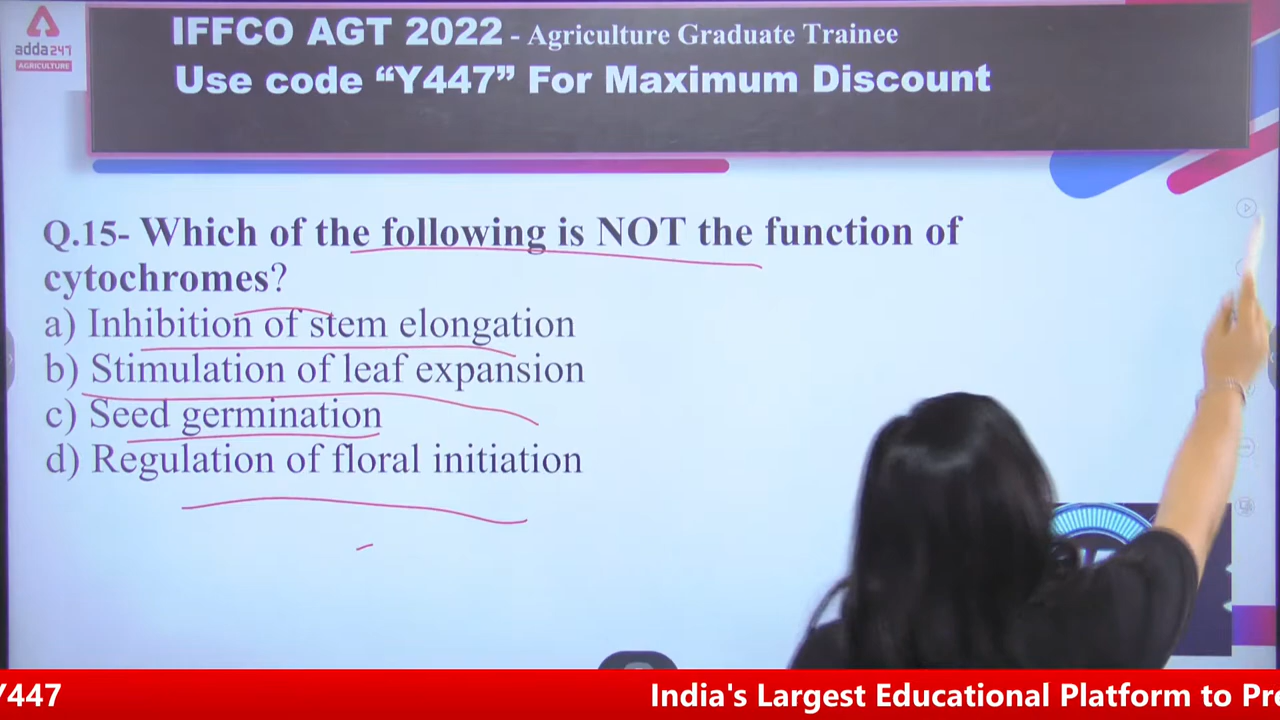 adda247
AGRICULTURE
IFFCO AGT 2022 - Agriculture Graduate Trainee
Use code “Y447” For Maximum Discount
Q.15- Which of the following is NOT the function of
cytochromes?
a) Inhibition of stem elongation
b) Stimulation of leaf expansion
c) Seed germination
d) Regulation of floral initiation
Y447
India's Largest Educational Platform to Pre